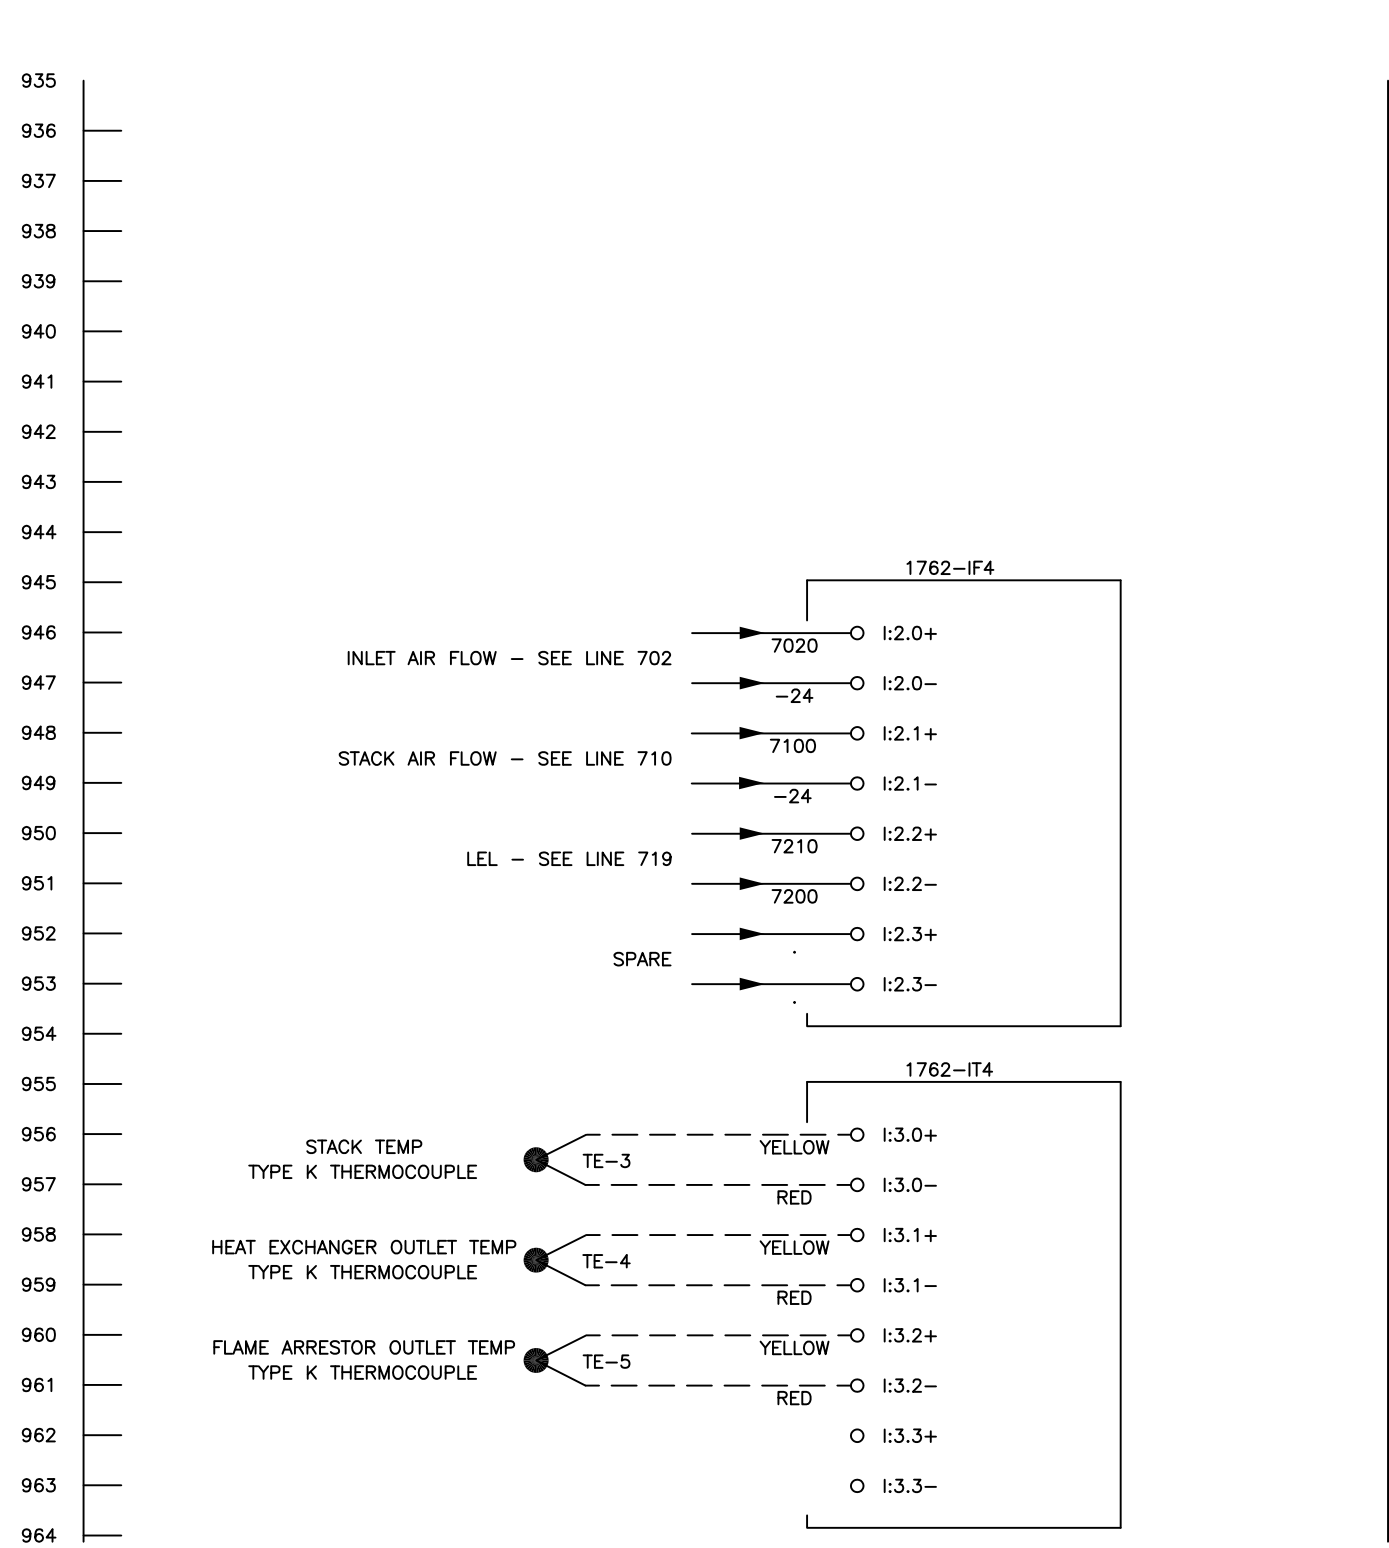 935
936
937
938
939
940
941
942
943
944
1762-IF4
945
946
I:2.0+
7020
INLET AIR FLOW - SEE LINE 702
947
I:2.0-
-24
948
I:2.1+
7100
STACK AIR FLOW - SEE LINE 710
949
I:2.1-
-24
950
I:2.2+
7210
LEL - SEE LINE 719
951
I:2.2-
7200
952
I:2.3+
SPARE
953
I:2.3-
954
1762-IT4
955
956
I:3.0+
STACK TEMP
YELLOW
TE-3
TYPE K THERMOCOUPLE
957
I:3.0-
RED
958
I:3.1+
HEAT EXCHANGER OUTLET TEMP
YELLOW
TE-4
TYPE K THERMOCOUPLE
959
I:3.1-
RED
960
I:3.2+
FLAME ARRESTOR OUTLET TEMP
YELLOW
TE-5
TYPE K THERMOCOUPLE
961
I:3.2-
RED
962
I:3.3+
963
I:3.3-
964